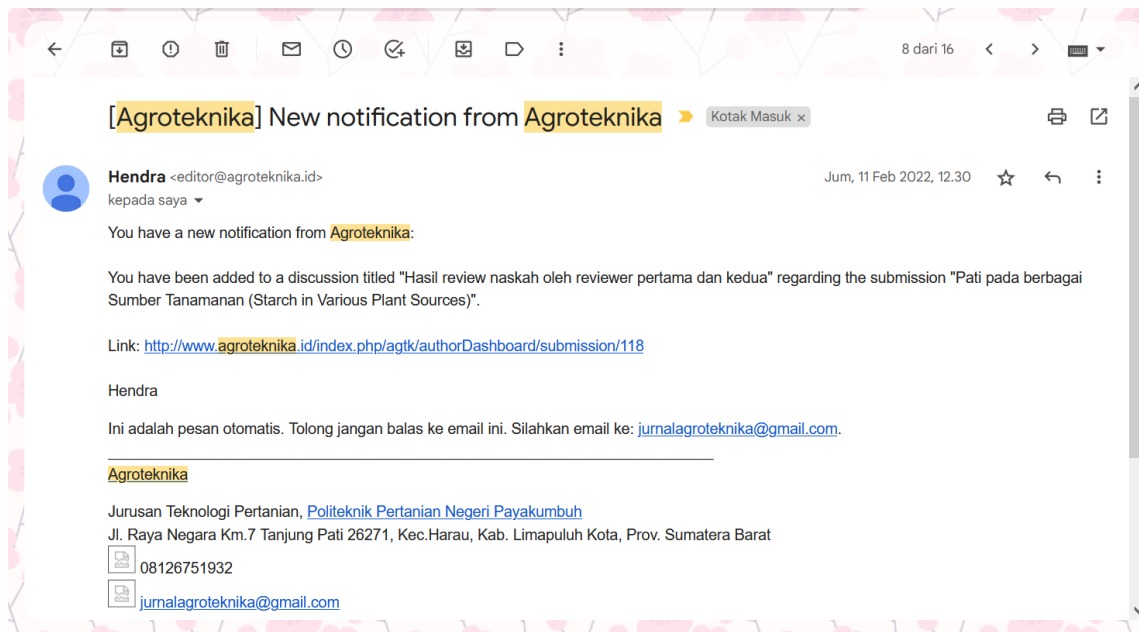 8 dari 16
[Agroteknika] New notification from Agroteknika
Kotak Masuk ×
Hendra <editor@agroteknika.id>
Jum, 11 Feb 2022, 12.30
kepada saya
You have a new notification from Agroteknika:
You have been added to a discussion titled "Hasil review naskah oleh reviewer pertama dan kedua" regarding the submission "Pati pada berbagai
Sumber Tanamanan (Starch in Various Plant Sources)".
Link: http://www.agroteknika.id/index.php/agtk/authorDashboard/submission/118
Hendra
Ini adalah pesan otomatis. Tolong jangan balas ke email ini. Silahkan email ke: jurnalagroteknika@gmail.com.
Agroteknika
Jurusan Teknologi Pertanian, Politeknik Pertanian Negeri Payakumbuh
Jl. Raya Negara Km.7 Tanjung Pati 26271, Kec.Harau, Kab. Limapuluh Kota, Prov. Sumatera Barat
08126751932
jurnalagroteknika@gmail.com